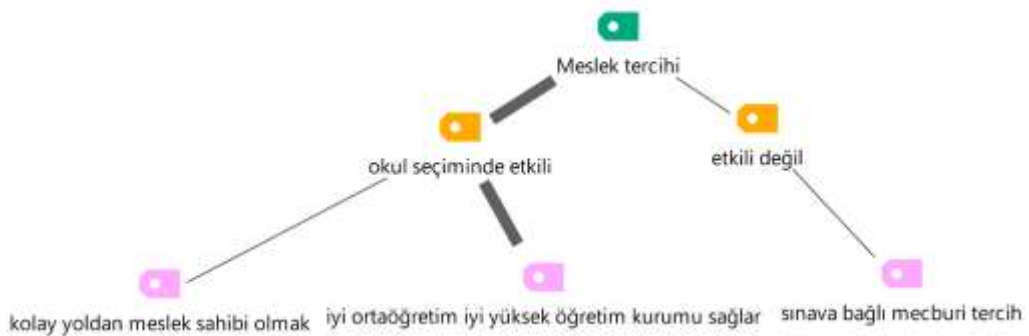 Meslek tercihi
okul seçiminde etkili
etkili değil
kolay yoldan meslek sahibi olmak
iyi ortaöğretim iyi yüksek öğretim kurumu sağlar
sınava bağlı mecburi tercih